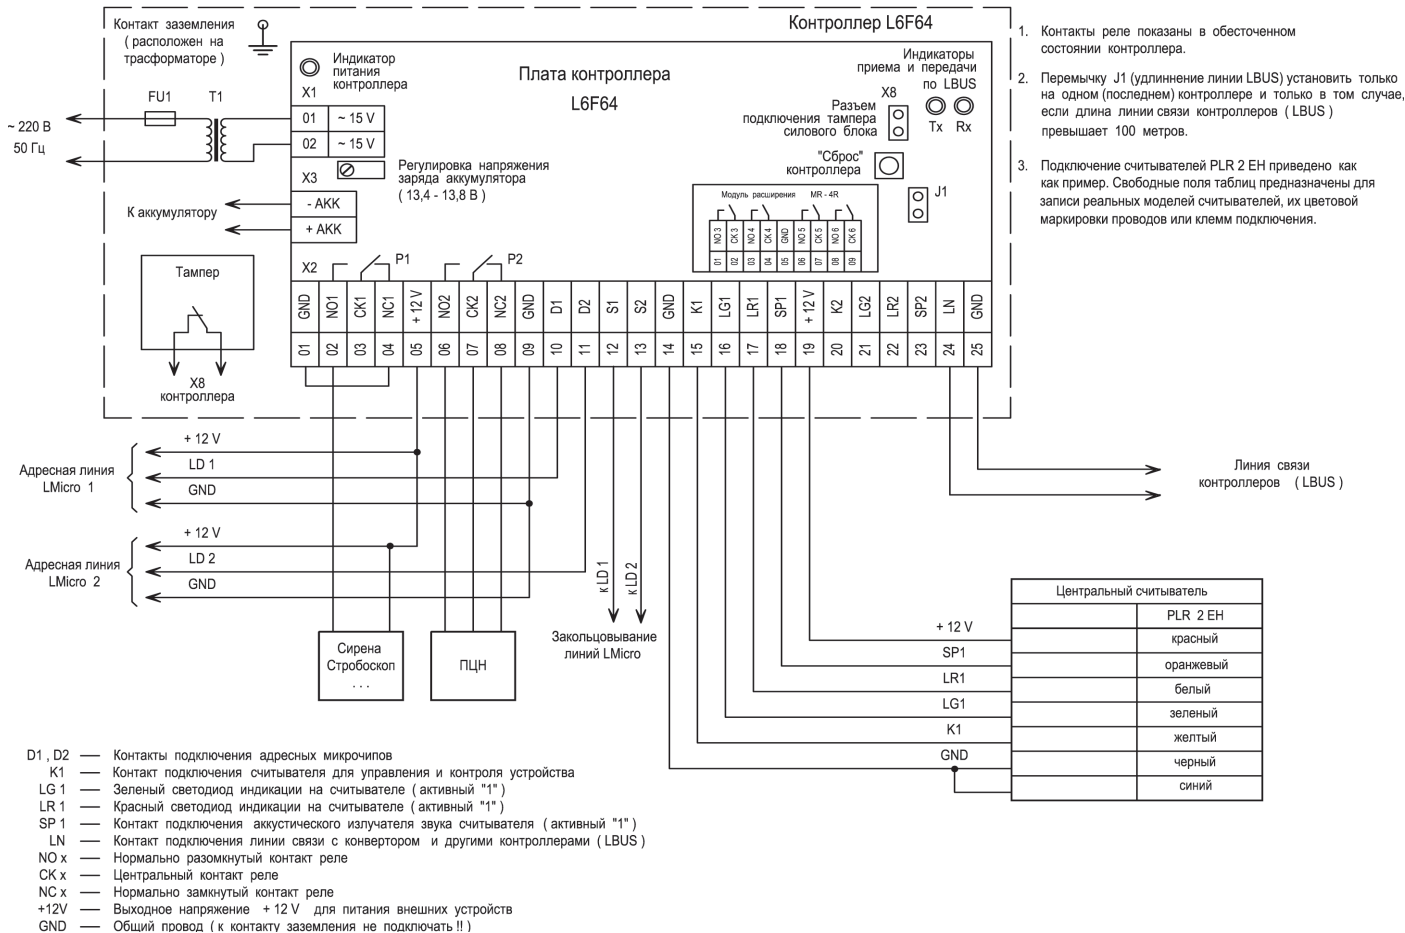 Контроллер L6F64
Контакт заземления
( расположен на
трасформаторе )
Индикатор
питания
контроллера
Плата контроллера
L6F64
Индикаторы
приема и передачи
по LBUS
Tx Rx
X8
Разъем
подключения тампера
силового блока
"Сброс"
контроллера
J1
FU1
T1
~ 220 В
50 Гц
X1
01 ~ 15 V
02 ~ 15 V
X3
Регулировка напряжения
заряда аккумулятора
( 13,4 - 13,8 В )
- АКК
+ АКК
К аккумулятору
Модуль расширения MR - 4R
NO 3 CK 3 NO 4 CK 4 GND NO 5 CK 5 NO 6 CK 6
01 02 03 04 05 06 07 08 09
Тампер
X8
контроллера
X2
P1
P2
GND NO1 CK1 NC1 + 12 V NO2 CK2 NC2 GND D1 D2 S1 S2 GND K1 LG1 LR1 SP1 + 12 V K2 LG2 LR2 SP2 LN GND
01 02 03 04 05 06 07 08 09 10 11 12 13 14 15 16 17 18 19 20 21 22 23 24 25
1. Контакты реле показаны в обесточенном
состоянии контроллера.
2. Перемычку J1 (удлиннение линии LBUS) установить только
на одном (последнем) контроллере и только в том случае,
если длина линии связи контроллеров ( LBUS )
превышает 100 метров.
3. Подключение считывателей PLR 2 EH приведено как
как пример. Свободные поля таблиц предназначены для
записи реальных моделей считывателей, их цветовой
маркировки проводов или клемм подключения.
Адресная линия
LMicro 1
+ 12 V
LD 1
GND
Адресная линия
LMicro 2
+ 12 V
LD 2
GND
Сирена
Стробоскоп
. . .
ПЦН
к LD 1
к LD 2
Закольцовывание
линий LMicro
Линия связи
контроллеров ( LBUS )
Центральный считыватель
PLR 2 EH
+ 12 V красный
SP1 оранжевый
LR1 белый
LG1 зеленый
K1 желтый
GND черный
синий
D1 , D2 — Контакты подключения адресных микрочипов
K1 — Контакт подключения считывателя для управления и контроля устройства
LG 1 — Зеленый светодиод индикации на считывателе ( активный "1" )
LR 1 — Красный светодиод индикации на считывателе ( активный "1" )
SP 1 — Контакт подключения аккустического излучателя звука считывателя ( активный "1" )
LN — Контакт подключения линии связи с конвертором и другими контроллерами ( LBUS )
NO x — Нормально разомкнутый контакт реле
CK x — Центральный контакт реле
NC x — Нормально замкнутый контакт реле
+12V — Выходное напряжение + 12 V для питания внешних устройств
GND — Общий провод ( к контакту заземления не подключать !! )